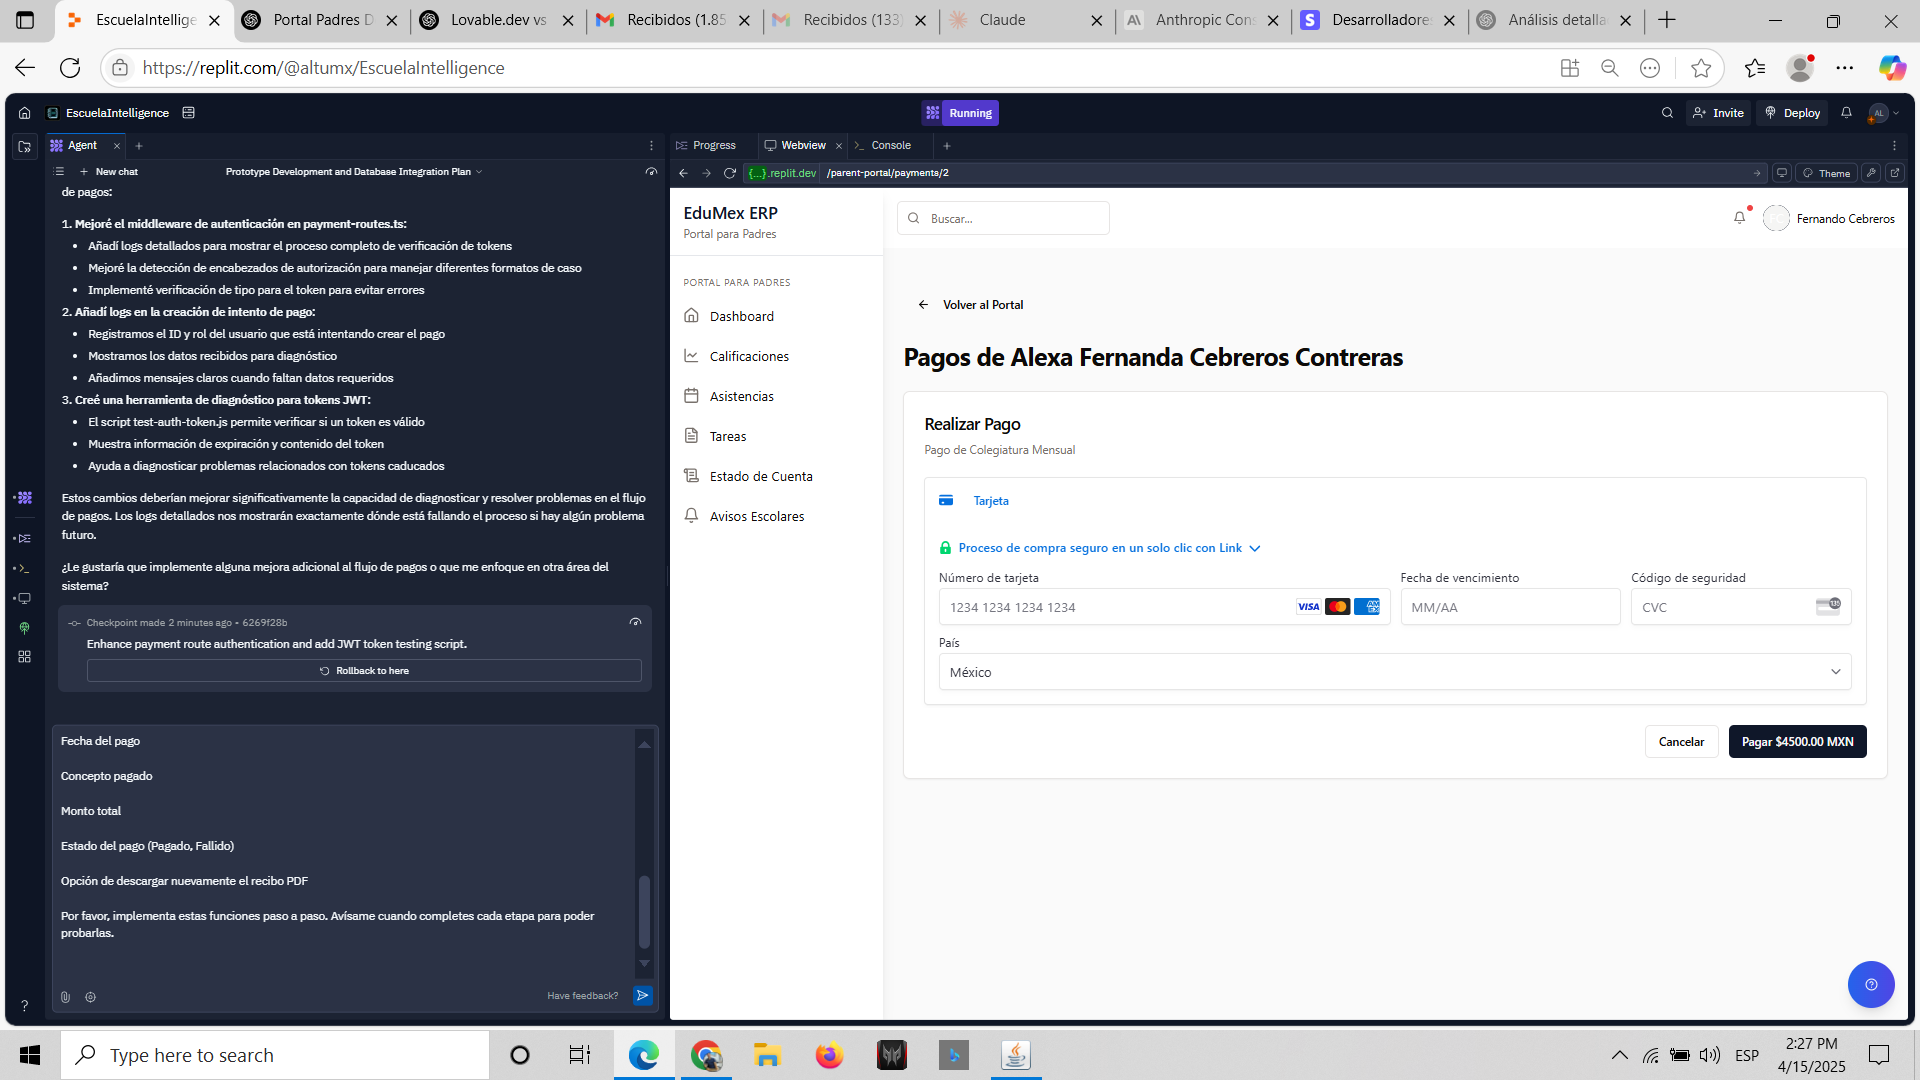 EscuelaIntellige
Portal Padres D
Lovable.dev vs
Recibidos (1.85
Recibidos (133)
Claude
Anthropic Con
Desarrolladore
Análisis detalla
https://replit.com/@altumx/EscuelaIntelligence
EscuelaIntelligence
Running
Invite
Deploy
AL
Agent
New chat
Prototype Development and Database Integration Plan
de pagos:
1. Mejoré el middleware de autenticación en payment-routes.ts:
• Añadí logs detallados para mostrar el proceso completo de verificación de tokens
• Mejoré la detección de encabezados de autorización para manejar diferentes formatos de caso
• Implementé verificación de tipo para el token para evitar errores
2. Añadí logs en la creación de intento de pago:
• Registramos el ID y rol del usuario que está intentando crear el pago
• Mostramos los datos recibidos para diagnóstico
• Añadimos mensajes claros cuando faltan datos requeridos
3. Creé una herramienta de diagnóstico para tokens JWT:
• El script test-auth-token.js permite verificar si un token es válido
• Muestra información de expiración y contenido del token
• Ayuda a diagnosticar problemas relacionados con tokens caducados
Estos cambios deberían mejorar significativamente la capacidad de diagnosticar y resolver problemas en el flujo
de pagos. Los logs detallados nos mostrarán exactamente dónde está fallando el proceso si hay algún problema
futuro.
¿Le gustaría que implemente alguna mejora adicional al flujo de pagos o que me enfoque en otra área del
sistema?
Checkpoint made 2 minutes ago • 6269f28b
Enhance payment route authentication and add JWT token testing script.
Rollback to here
Fecha del pago
Concepto pagado
Monto total
Estado del pago (Pagado, Fallido)
Opción de descargar nuevamente el recibo PDF
Por favor, implementa estas funciones paso a paso. Avísame cuando completes cada etapa para poder
probarlas.
Have feedback?
Progress
Webview
Console
{...}.replit.dev
/parent-portal/payments/2
Theme
EduMex ERP
Portal para Padres
PORTAL PARA PADRES
Dashboard
Calificaciones
Asistencias
Tareas
Estado de Cuenta
Avisos Escolares
Buscar...
FC
Fernando Cebreros
Volver al Portal
Pagos de Alexa Fernanda Cebreros Contreras
Realizar Pago
Pago de Colegiatura Mensual
Tarjeta
Proceso de compra seguro en un solo clic con Link
Número de tarjeta
Fecha de vencimiento
Código de seguridad
1234 1234 1234 1234
VISA
AMEX
MM/AA
CVC
País
México
Cancelar
Pagar $4500.00 MXN
Type here to search
ESP
2:27 PM
4/15/2025